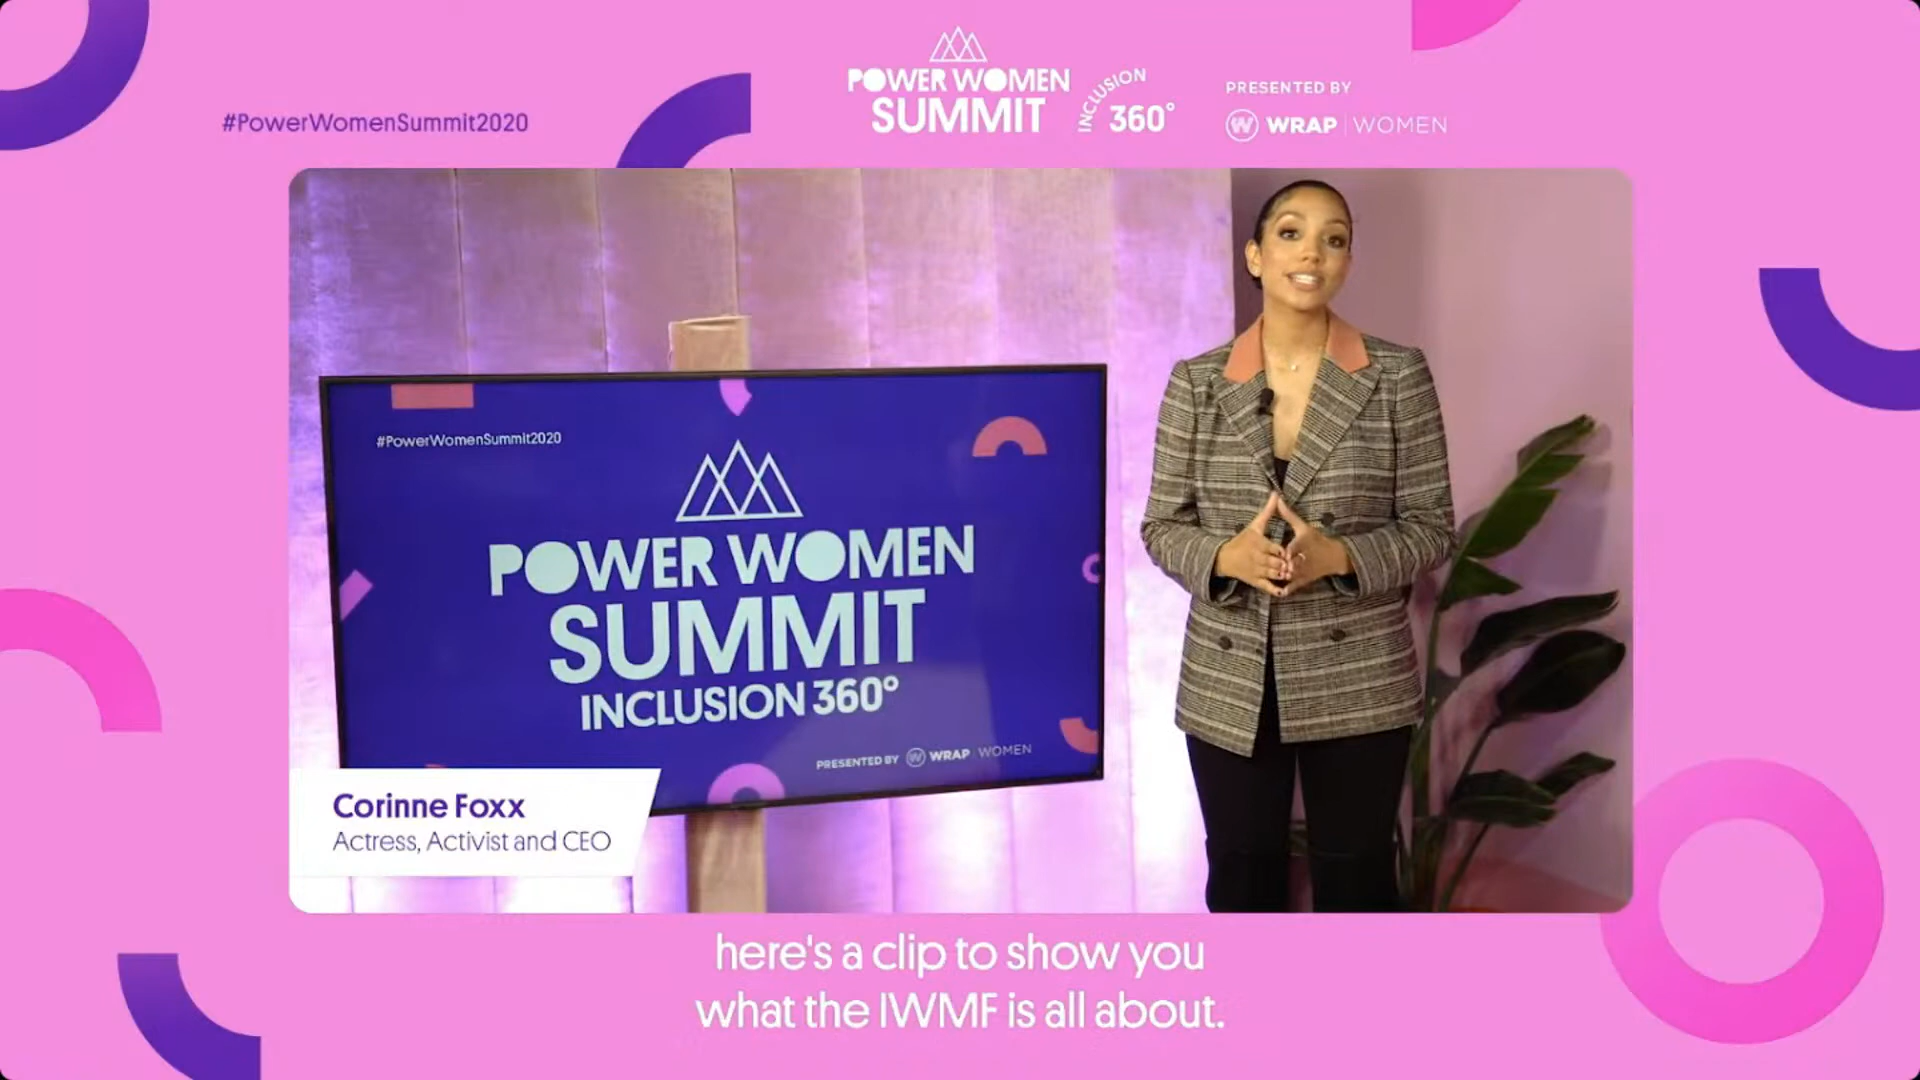 #PowerWomenSummit2020
POWER WOMEN
SUMMIT
INCLUSION
360°
PRESENTED BY
W WRAP | WOMEN
#PowerWomenSummit2020
POWER WOMEN
SUMMIT
INCLUSION 360°
PRESENTED BY W WRAP | WOMEN
Corinne Foxx
Actress, Activist and CEO
here's a clip to show you
what the IWMF is all about.